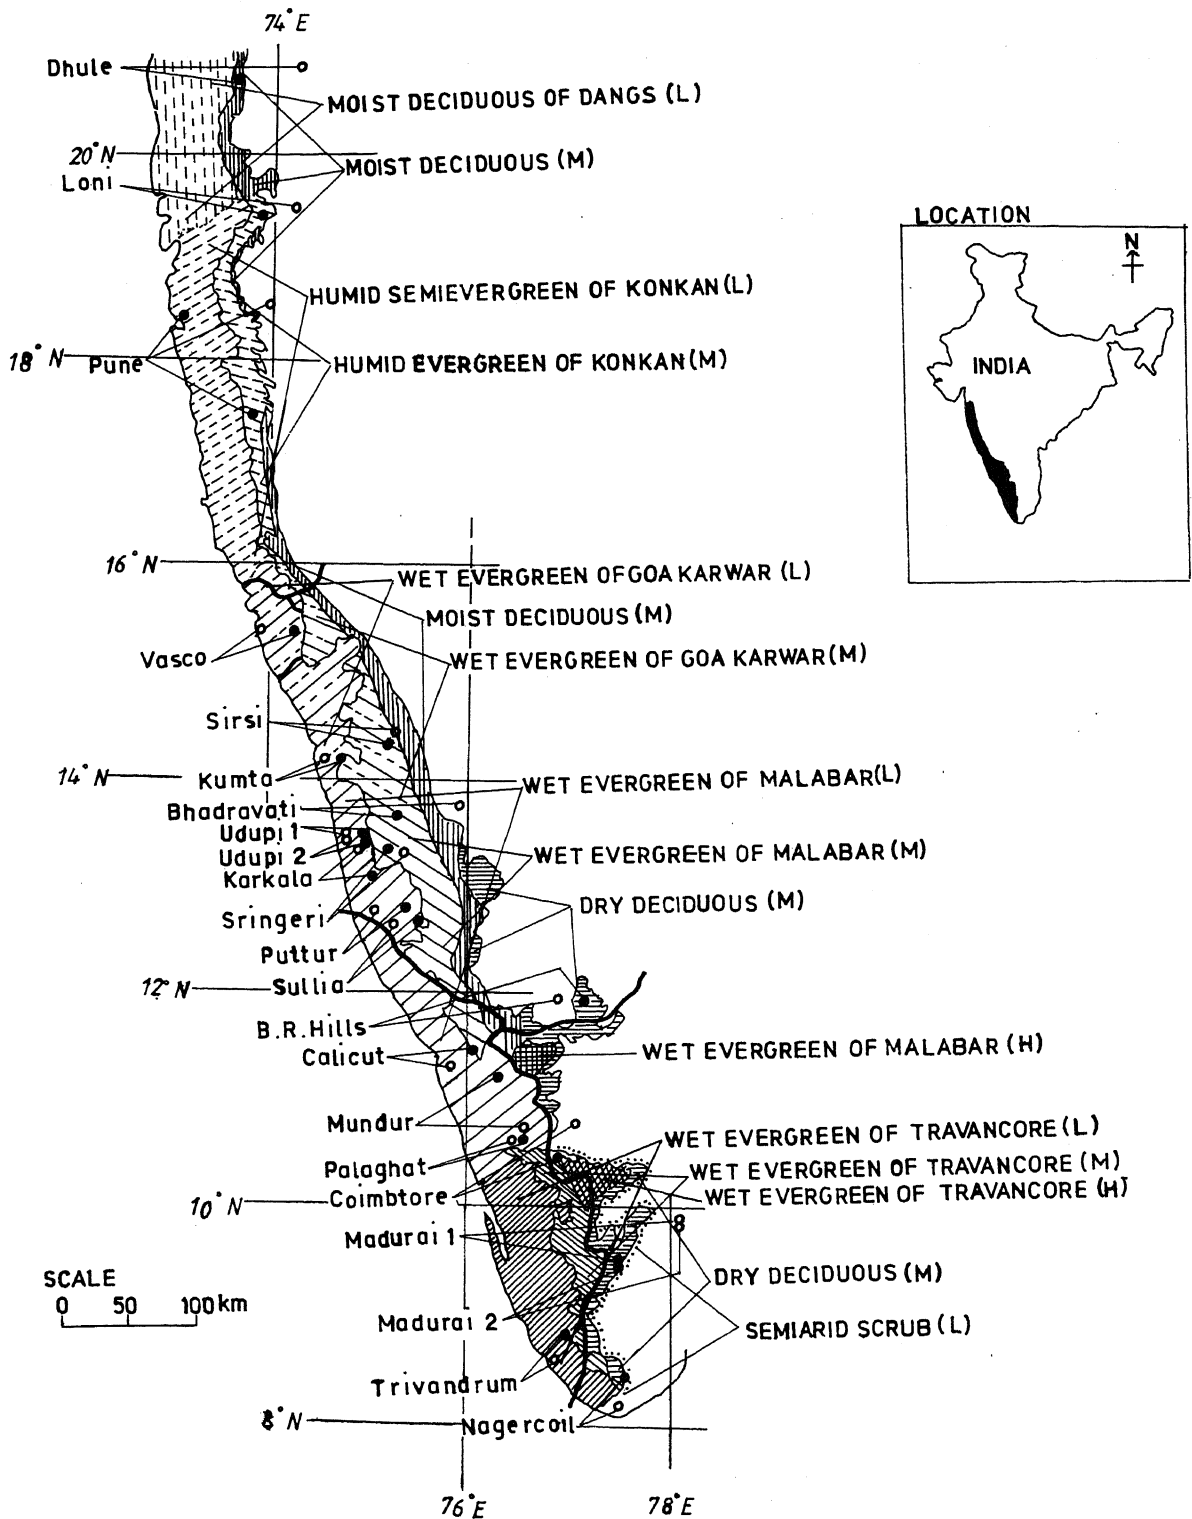 74°E
Dhule
MOIST DECIDUOUS OF DANGS (L)
20°N
MOIST DECIDUOUS (M)
Loni
LOCATION
N
INDIA
HUMID SEMIEVERGREEN OF KONKAN (L)
18°N
Pune
HUMID EVERGREEN OF KONKAN (M)
16°N
WET EVERGREEN OF GOA KARWAR (L)
MOIST DECIDUOUS (M)
Vasco
WET EVERGREEN OF GOA KARWAR (M)
Sirsi
14°N
Kumta
WET EVERGREEN OF MALABAR (L)
Bhadravati
Udupi 1
Udupi 2
WET EVERGREEN OF MALABAR (M)
Karkala
DRY DECIDUOUS (M)
Sringeri
Puttur
12°N
Sullia
B.R.Hills
Calicut
WET EVERGREEN OF MALABAR (H)
Mundur
WET EVERGREEN OF TRAVANCORE (L)
Palaghat
WET EVERGREEN OF TRAVANCORE (M)
Coimbtore
WET EVERGREEN OF TRAVANCORE (H)
10°N
Madurai 1
SCALE
0 50 100 km
DRY DECIDUOUS (M)
Madurai 2
SEMIARID SCRUB (L)
Trivandrum
8°N
Nagercoil
76°E
78°E